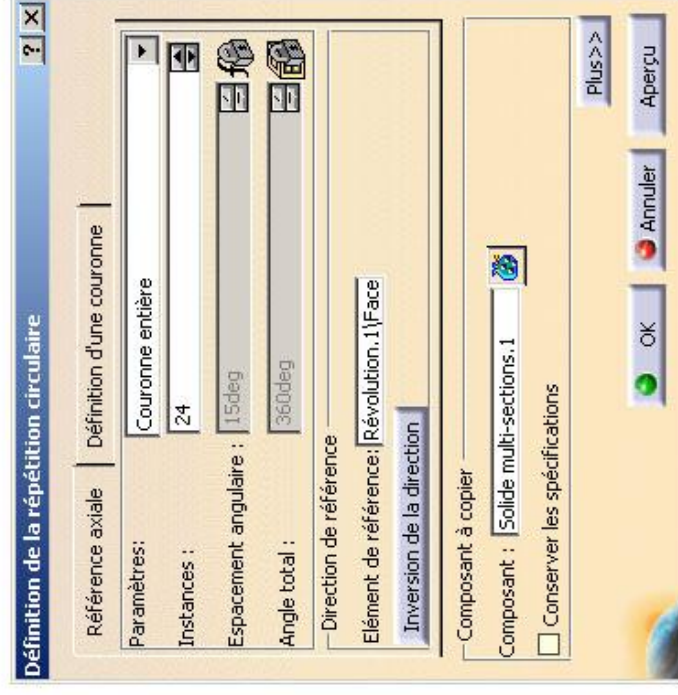 Définition de la répétition circulaire
Référence axiale Définition d'une couronne
Paramètres: Couronne entière
Instances : 24
Espacement angulaire : 15deg
Angle total : 360deg
Direction de référence
Elément de référence: Révolution.1\Face
Inversion de la direction
Composant à copier
Composant : Solide multi-sections.1
Conserver les spécifications
Plus>>
OK Annuler Aperçu